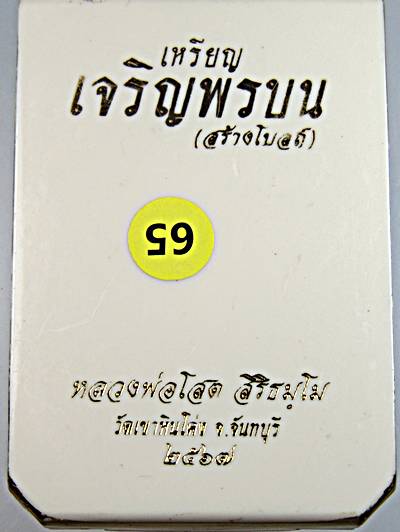 เหรียญ
เจริญพรบน
(สร้างโบสถ์)
65
หลวงพ่อโสด สิริธมฺโม
วัดเขาหินโค่ง จ.จันทบุรี
๒๕๖๗